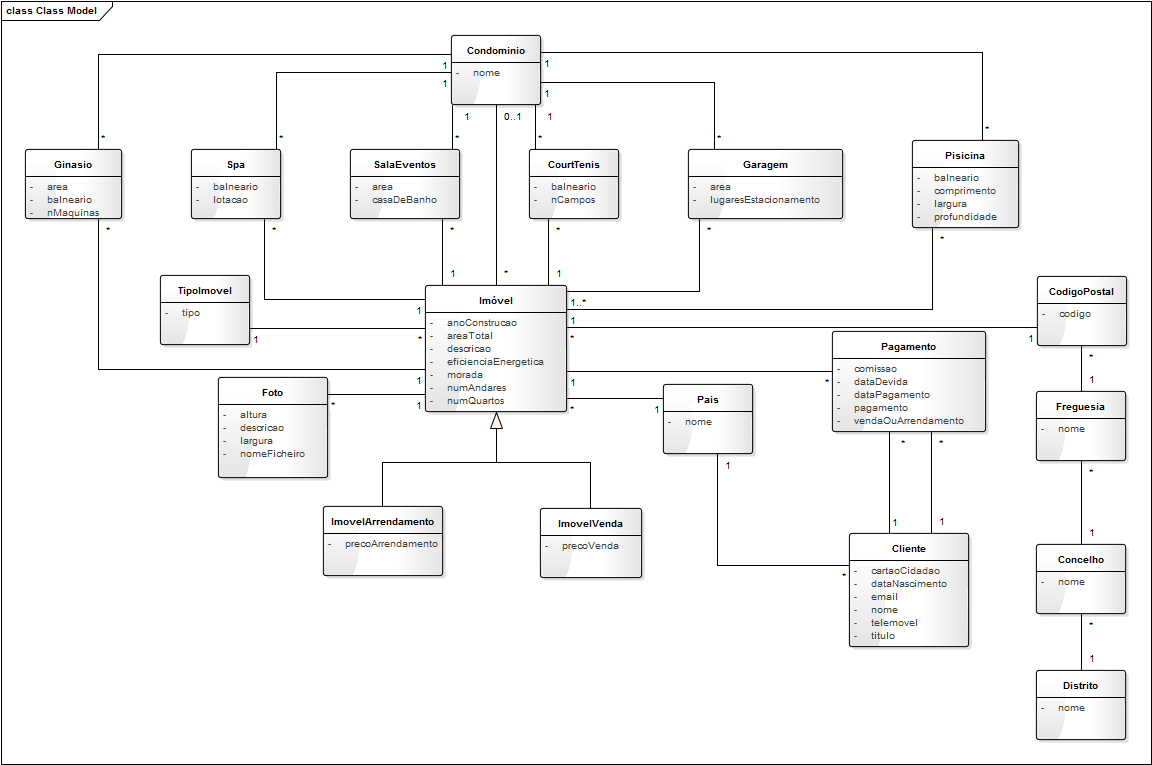 class Class Model
Condominio
- nome
1
1
1
1
1
0..1
1
*
*
*
*
*
*
Ginasio
- area
- balneario
- nMaquinas
Spa
- balneario
- lotacao
SalaEventos
- area
- casaDeBanho
CourtTenis
- balneario
- nCampos
Garagem
- area
- lugaresEstacionamento
Pisicina
- balneario
- comprimento
- largura
- profundidade
*
*
*
*
*
*
1
*
1
TipoImovel
- tipo
1
Imóvel
- anoConstrucao
- areaTotal
- descricao
- eficienciaEnergetica
- morada
- numAndares
- numQuartos
1
*
1
1
1..*
1
*
1
*
CodigoPostal
- codigo
1
*
1
Pagamento
- comissao
- dataDevida
- dataPagamento
- pagamento
- vendaOuArrendamento
*
*
*
Foto
- altura
- descricao
- largura
- nomeFicheiro
*
Pais
- nome
1
1
Freguesia
- nome
*
1
ImovelArrendamento
- precoArrendamento
ImovelVenda
- precoVenda
1
1
Cliente
- cartaoCidadao
- dataNascimento
- email
- nome
- telemovel
- titulo
*
Concelho
- nome
*
1
Distrito
- nome